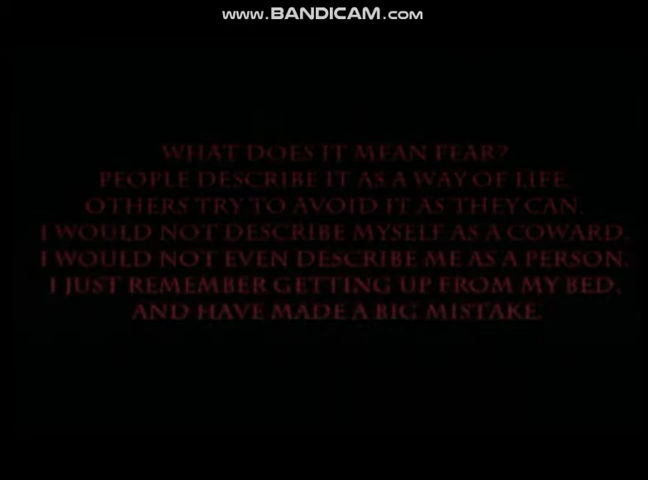 www.BANDICAM.com
WHAT DOES IT MEAN FEAR?
PEOPLE DESCRIBE IT AS A WAY OF LIFE.
OTHERS TRY TO AVOID IT AS THEY CAN.
I WOULD NOT DESCRIBE MYSELF AS A COWARD.
I WOULD NOT EVEN DESCRIBE ME AS A PERSON.
I JUST REMEMBER GETTING UP FROM MY BED,
AND HAVE MADE A BIG MISTAKE.